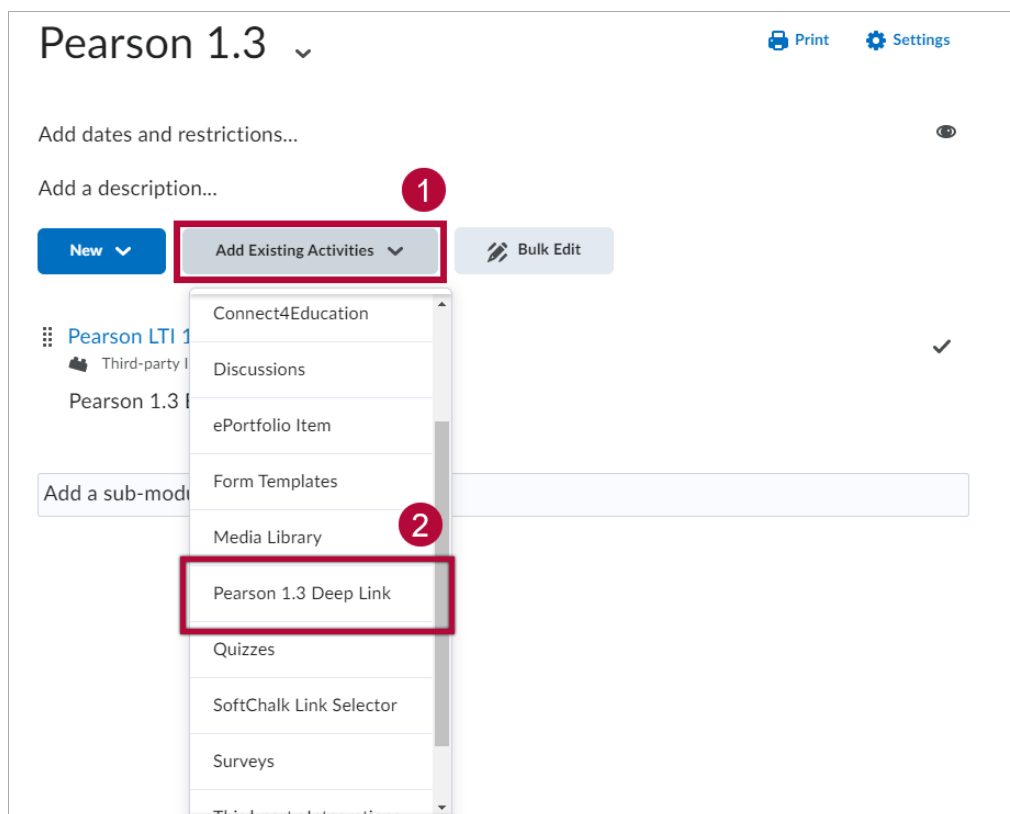 Pearson 1.3
Print
Settings
Add dates and restrictions...
Add a description...
1
New
Add Existing Activities
Bulk Edit
Connect4Education
Pearson LTI 1
Third-party I
Discussions
Pearson 1.3
ePortfolio Item
Form Templates
Add a sub-modu
2
Media Library
Pearson 1.3 Deep Link
Quizzes
SoftChalk Link Selector
Surveys